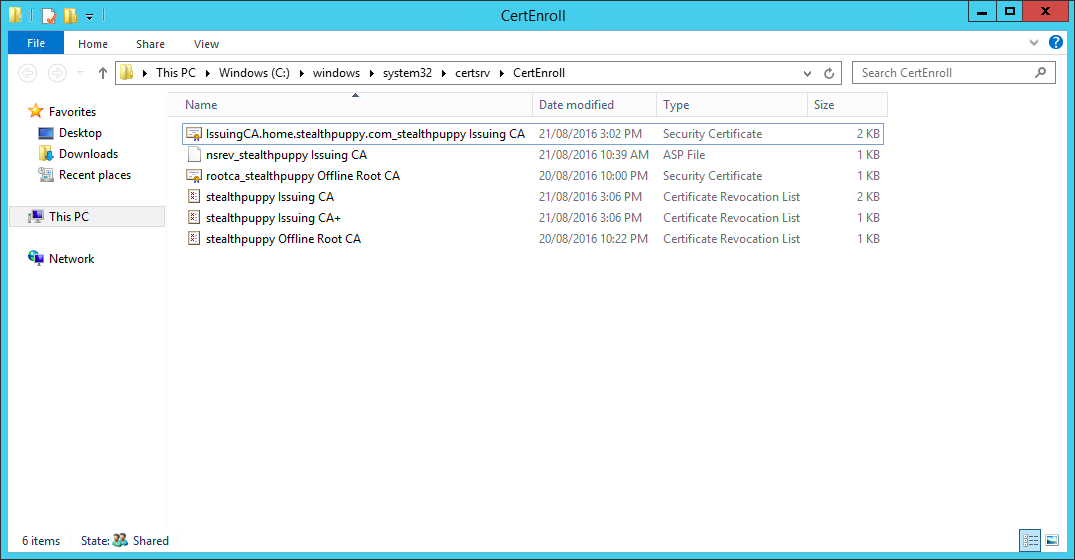 CertEnroll
File Home Share View
This PC Windows (C:) windows system32 certsrv CertEnroll Search CertEnroll
Name Date modified Type Size
Favorites
Desktop
Downloads
Recent places
This PC
Network
IssuingCA.home.stealthpuppy.com_stealthpuppy Issuing CA 21/08/2016 3:02 PM Security Certificate 2 KB
nsrev_stealthpuppy Issuing CA 21/08/2016 10:39 AM ASP File 1 KB
rootca_stealthpuppy Offline Root CA 20/08/2016 10:00 PM Security Certificate 1 KB
stealthpuppy Issuing CA 21/08/2016 3:06 PM Certificate Revocation List 2 KB
stealthpuppy Issuing CA+ 21/08/2016 3:06 PM Certificate Revocation List 1 KB
stealthpuppy Offline Root CA 20/08/2016 10:22 PM Certificate Revocation List 1 KB
6 items State: Shared